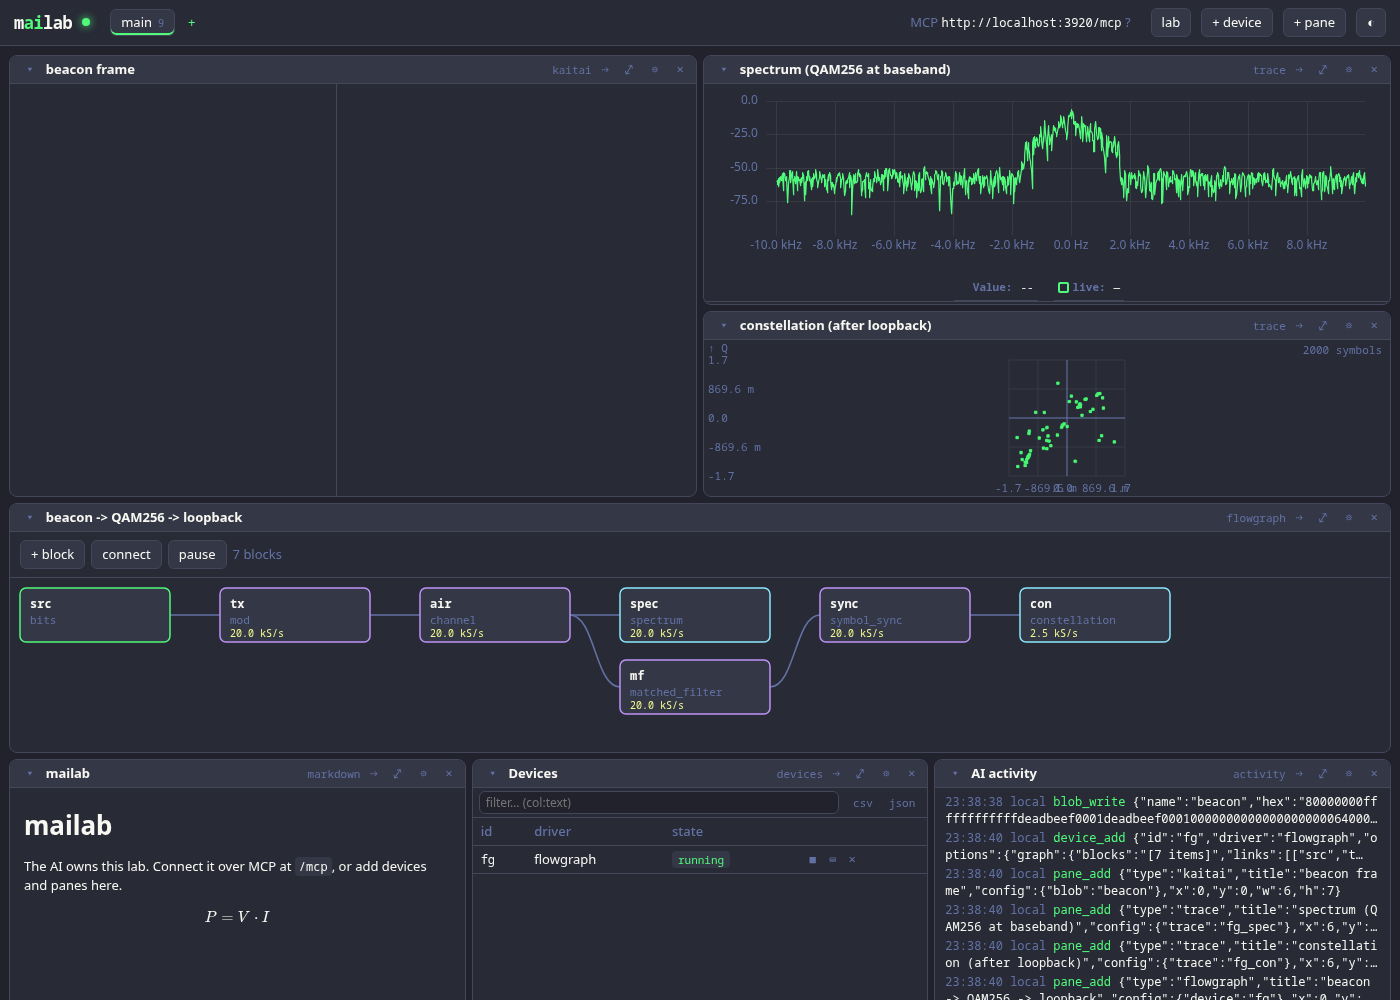 mailab
main 9 +
MCP http://localhost:3920/mcp ?
lab
+ device
+ pane
beacon frame
kaitai
spectrum (QAM256 at baseband)
trace
0.0
-25.0
-50.0
-75.0
-10.0 kHz -8.0 kHz -6.0 kHz -4.0 kHz -2.0 kHz 0.0 Hz 2.0 kHz 4.0 kHz 6.0 kHz 8.0 kHz
Value: -- live: —
constellation (after loopback)
trace
↑ Q
2000 symbols
1.7
869.6 m
0.0
-869.6 m
-1.7
-1.7 869.6 1.7
beacon -> QAM256 -> loopback
flowgraph
+ block
connect
pause
7 blocks
src
bits
tx
mod
20.0 kS/s
air
channel
20.0 kS/s
spec
spectrum
20.0 kS/s
sync
symbol_sync
20.0 kS/s
con
constellation
2.5 kS/s
mf
matched_filter
20.0 kS/s
mailab
markdown
mailab
The AI owns this lab. Connect it over MCP at /mcp, or add devices
and panes here.
P = V · I
Devices
devices
filter... (col:text)
csv json
id driver state
fg flowgraph running
AI activity
activity
23:38:38 local blob_write {"name":"beacon","hex":"80000000ff
ffffffffffdeadbeef0001deadbeef00010000000000000000000064000…
23:38:40 local device_add {"id":"fg","driver":"flowgraph","o
ptions":{"graph":{"blocks":"[7 items]","links":[["src","t…
23:38:40 local pane_add {"type":"kaitai","title":"beacon fra
me","config":{"blob":"beacon"},"x":0,"y":0,"w":6,"h":7}
23:38:40 local pane_add {"type":"trace","title":"spectrum (Q
AM256 at baseband)","config":{"trace":"fg_spec"},"x":6,"y":…
23:38:40 local pane_add {"type":"trace","title":"constellati
on (after loopback)","config":{"trace":"fg_con"},"x":6,"y":…
23:38:40 local pane_add {"type":"flowgraph","title":"beacon
-> QAM256 -> loopback","config":{"device":"fg"},"x":0,"y":